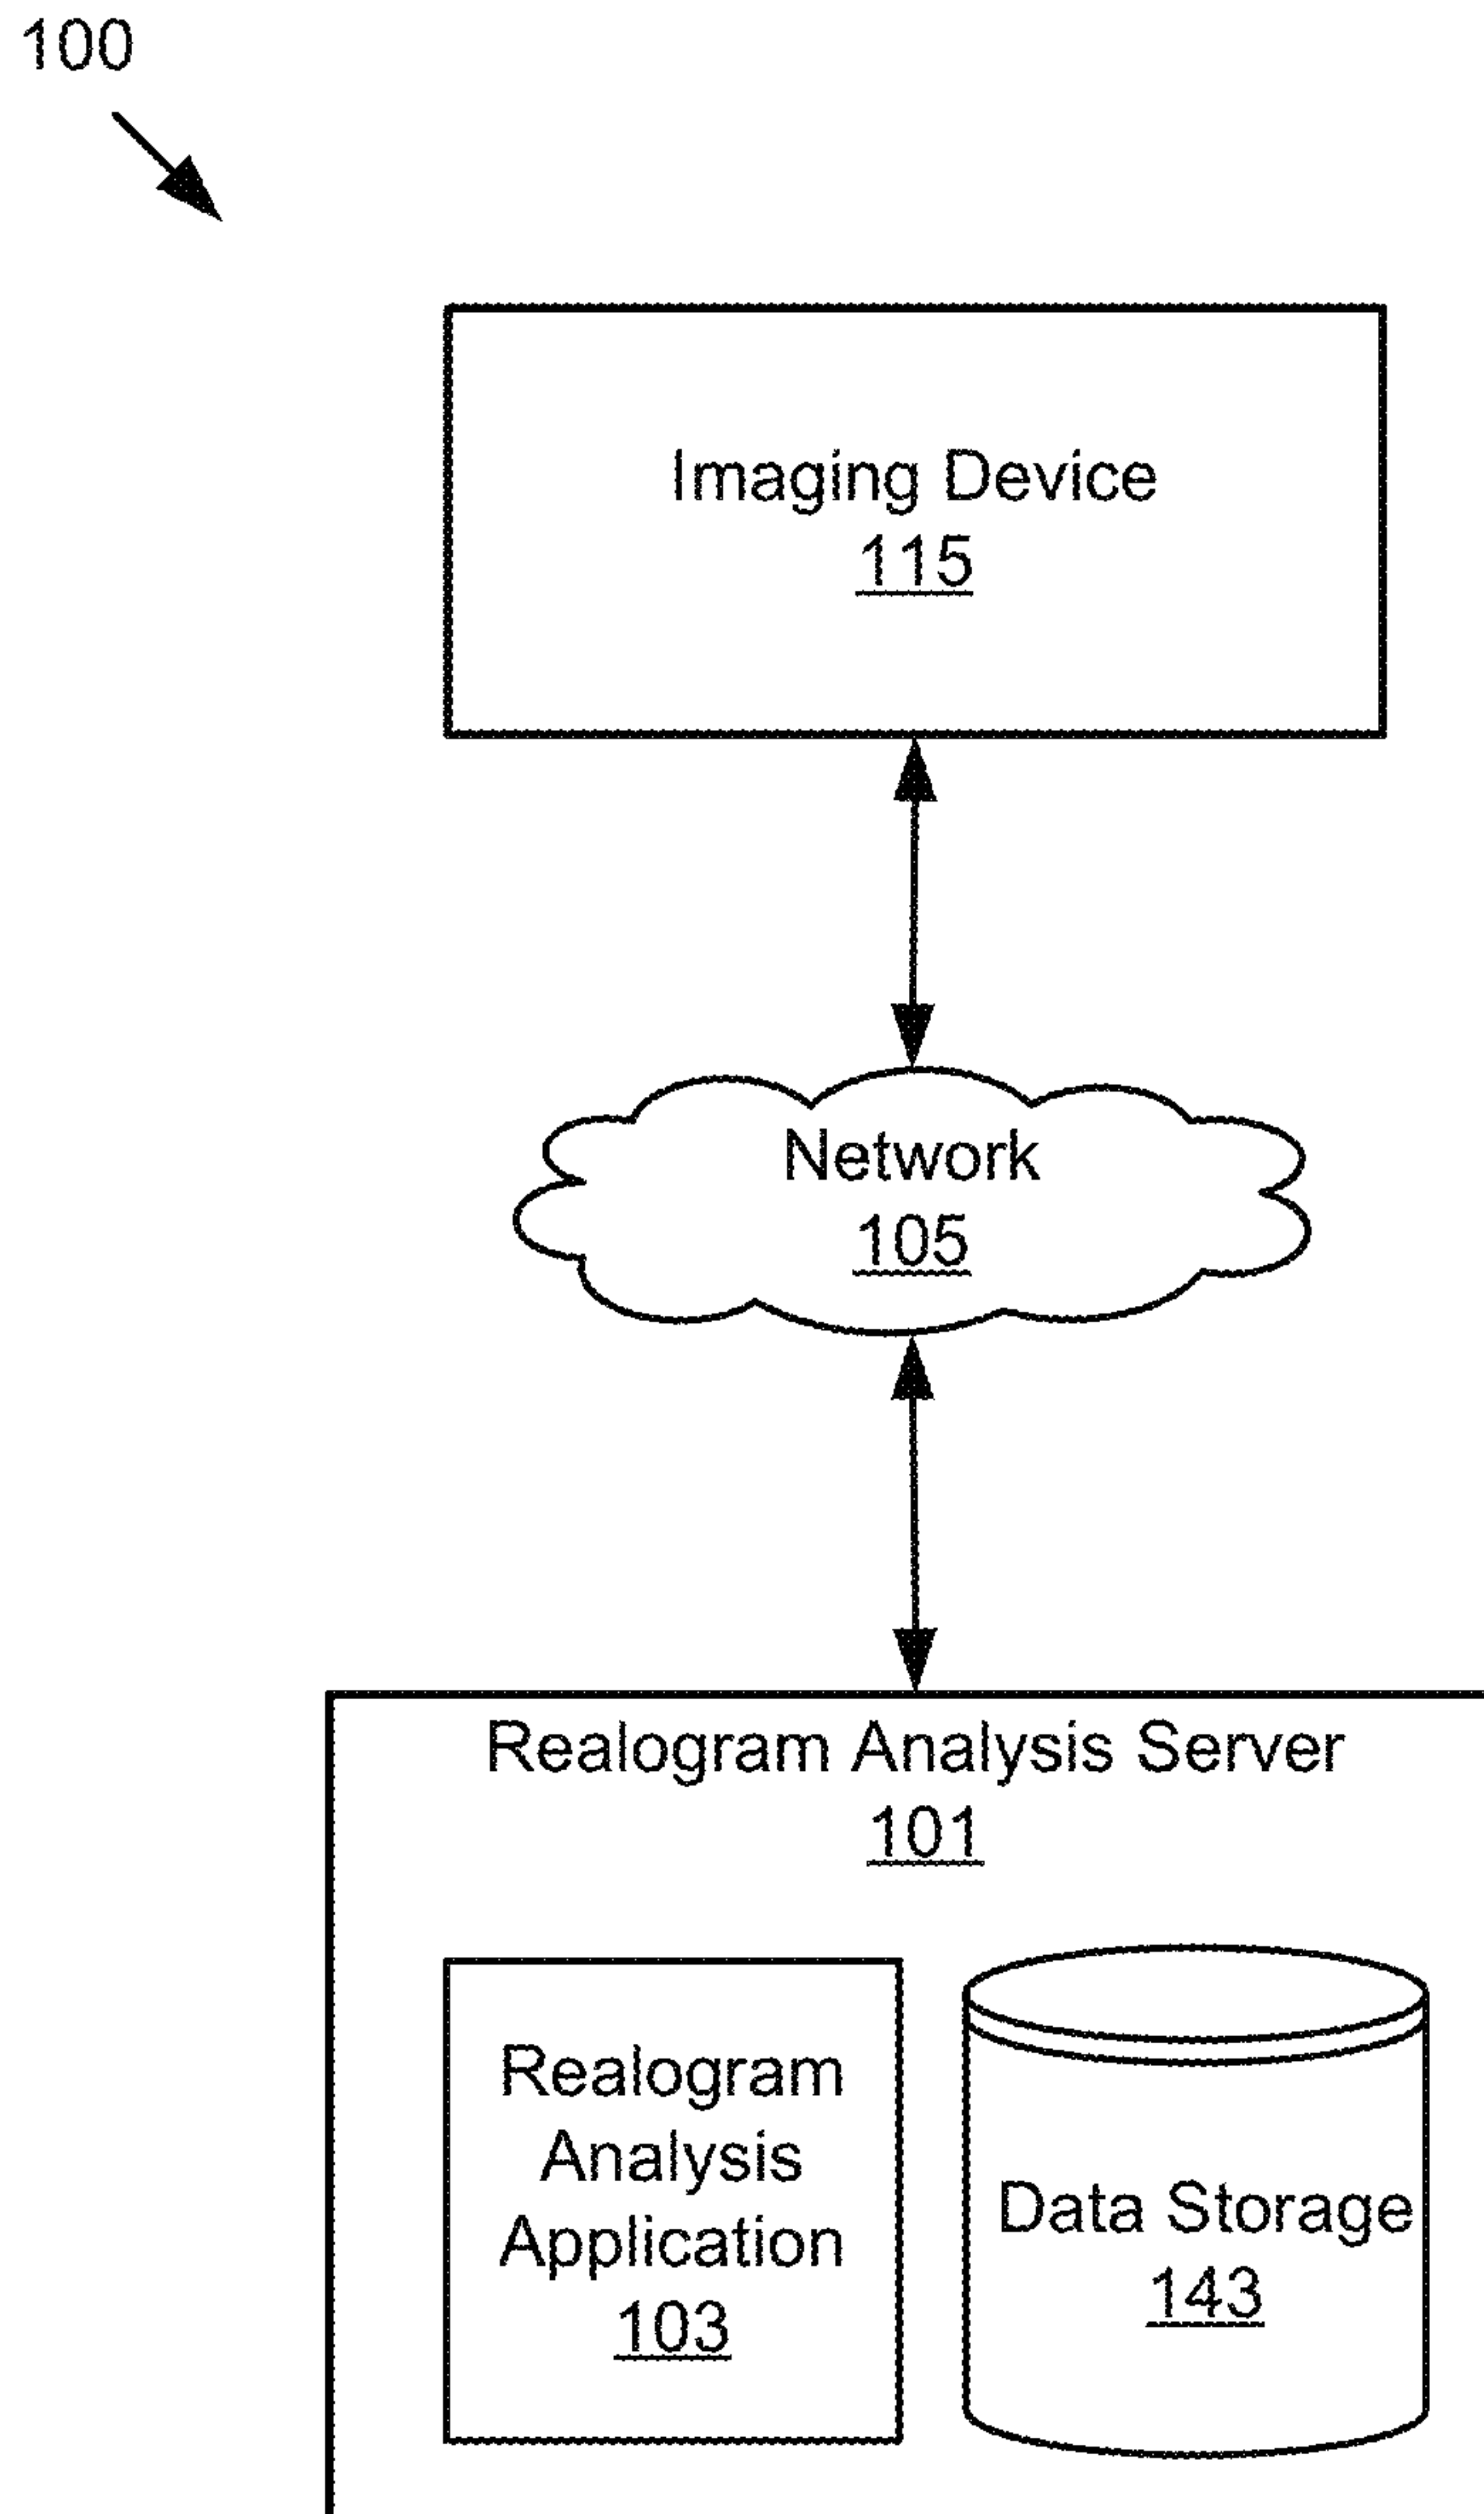 100
Imaging Device
115
Network
105
Realogram Analysis Server
101
Realogram
Analysis
Application
103
Data Storage
143